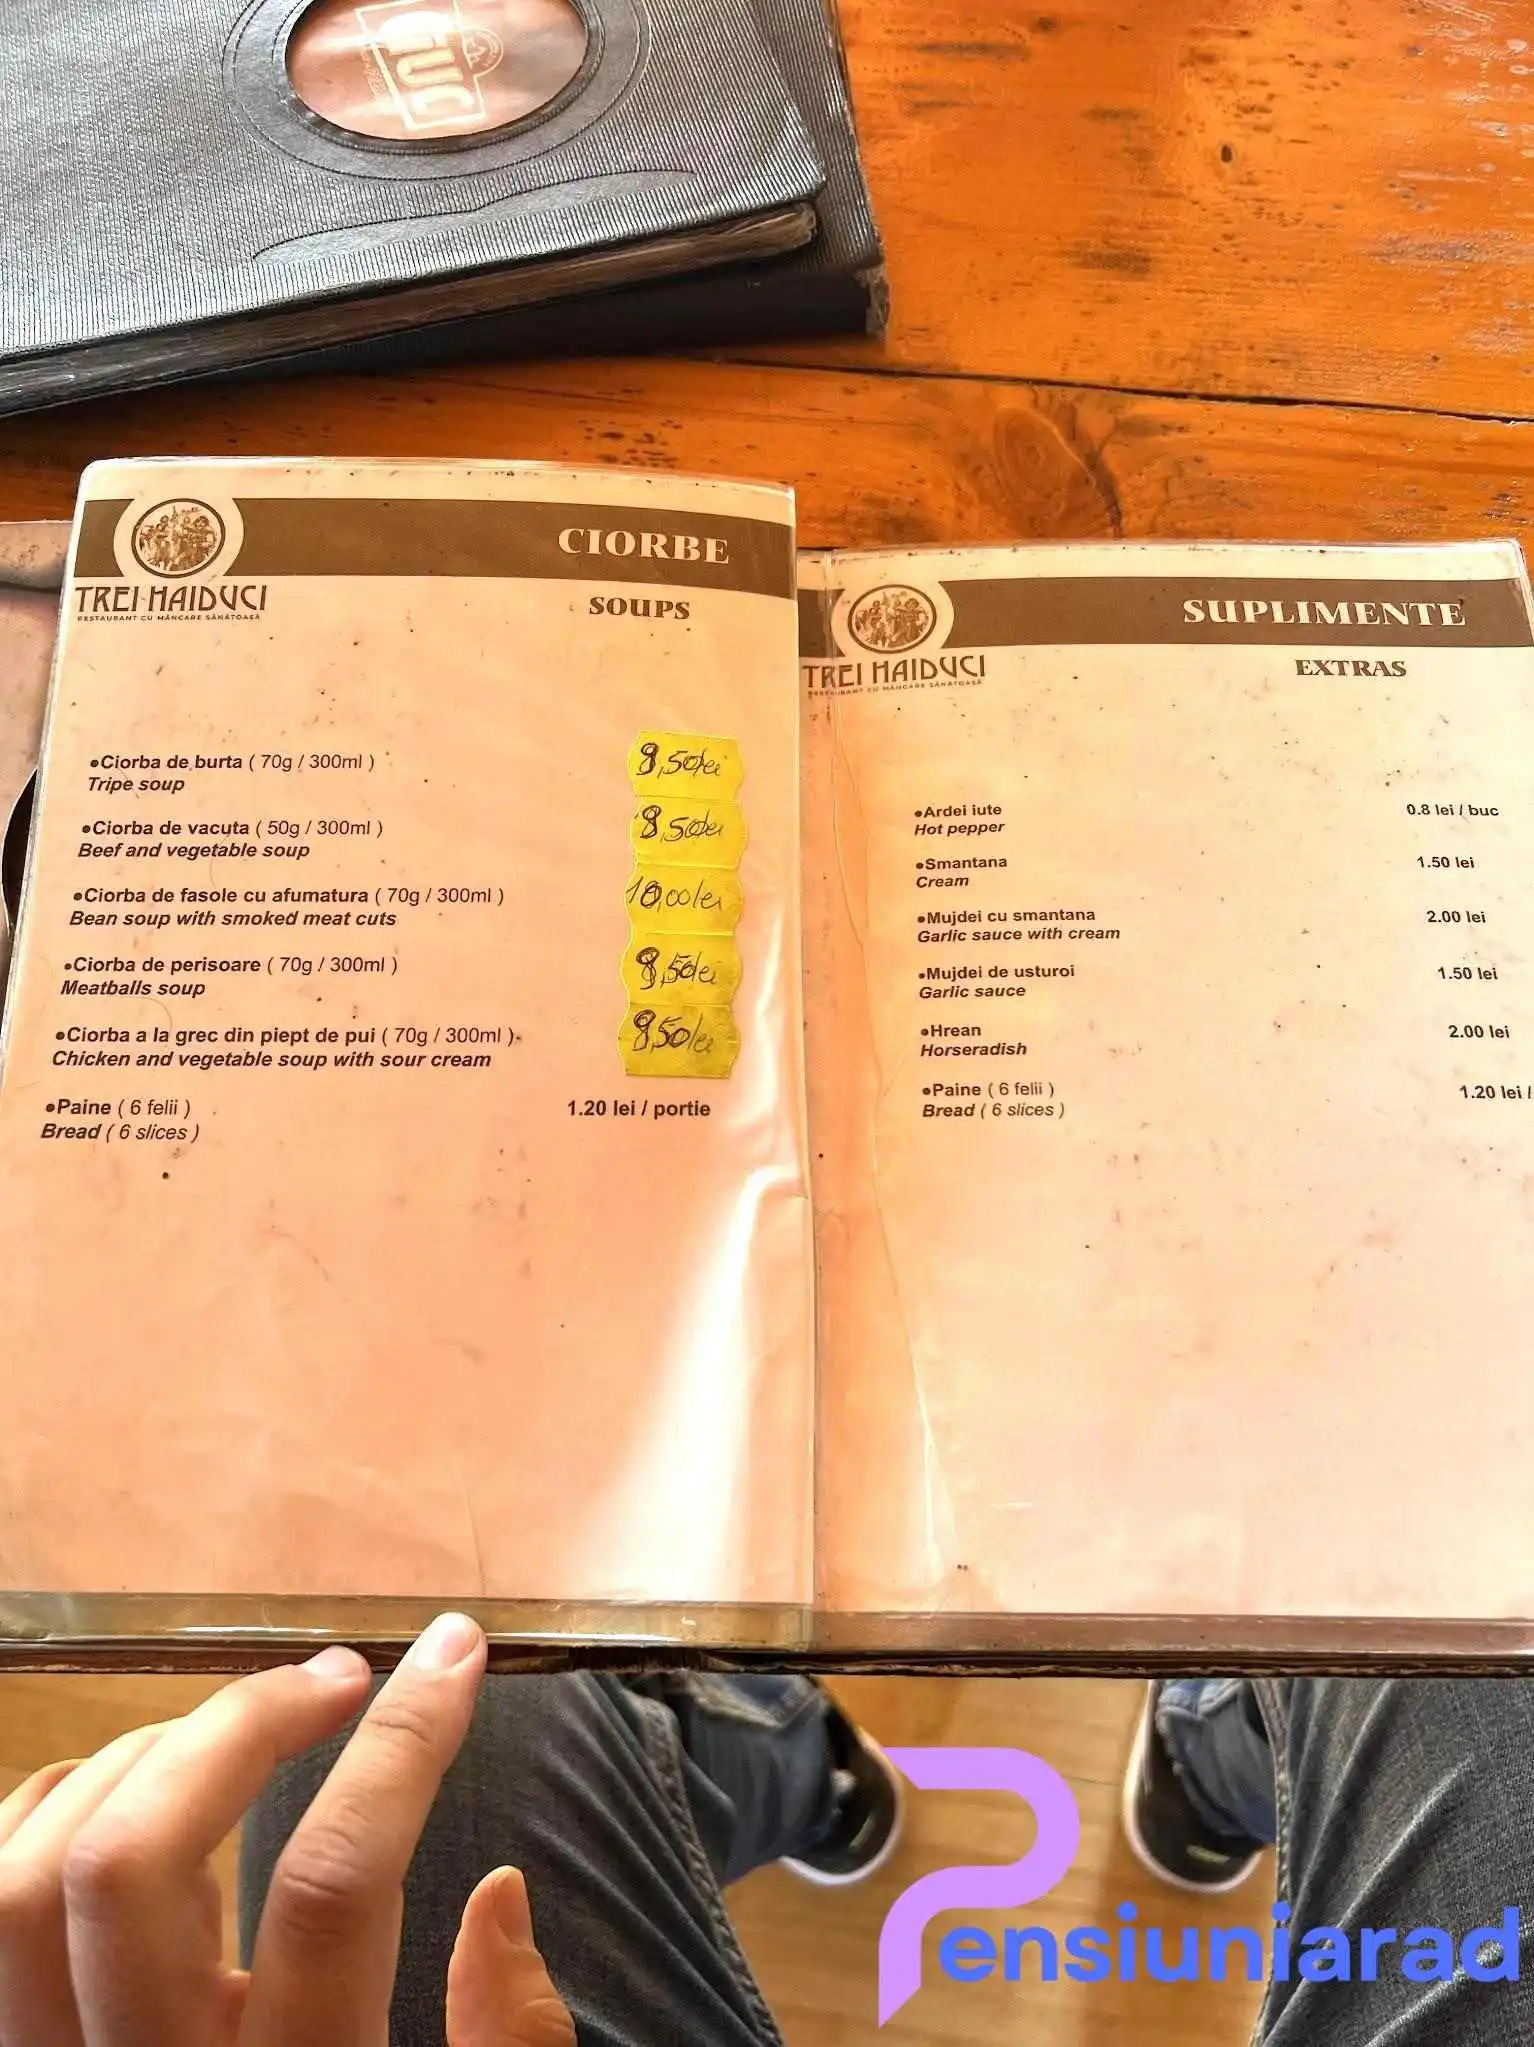 CIORBE
TREI HAIDUCI
RESTAURANT CU MÂNCARE SĂNĂTOASĂ
SOUPS
•Ciorba de burta ( 70g / 300ml )
Tripe soup
•Ciorba de vacuta ( 50g / 300ml )
8,50lei
Beef and vegetable soup
•Ciorba de fasole cu afumatura ( 70g / 300ml )
10,00lei
Bean soup with smoked meat cuts
•Ciorba de perisoare ( 70g / 300ml )
Meatballs soup
•Ciorba a la grec din piept de pui ( 70g / 300ml )
Chicken and vegetable soup with sour cream
•Paine ( 6 felii )
1.20 lei / portie
Bread ( 6 slices )
SUPLIMENTE
TREI HAIDUCI
RESTAURANT CU MÂNCARE SĂNĂTOASĂ
EXTRAS
•Ardei iute
0.8 lei / buc
Hot pepper
•Smantana
1.50 lei
Cream
•Mujdei cu smantana
2.00 lei
Garlic sauce with cream
•Mujdei de usturoi
1.50 lei
Garlic sauce
•Hrean
2.00 lei
Horseradish
•Paine ( 6 felii )
1.20 lei /
Bread ( 6 slices )
Pensiuniarad